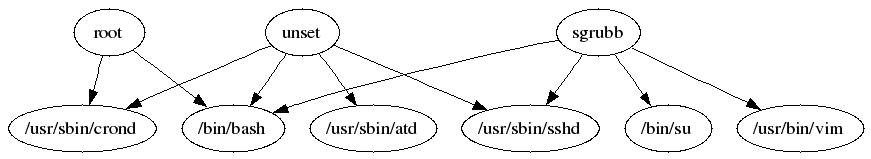 root
unset
sgrubb
/usr/sbin/crond
/bin/bash
/usr/sbin/atd
/usr/sbin/sshd
/bin/su
/usr/bin/vim